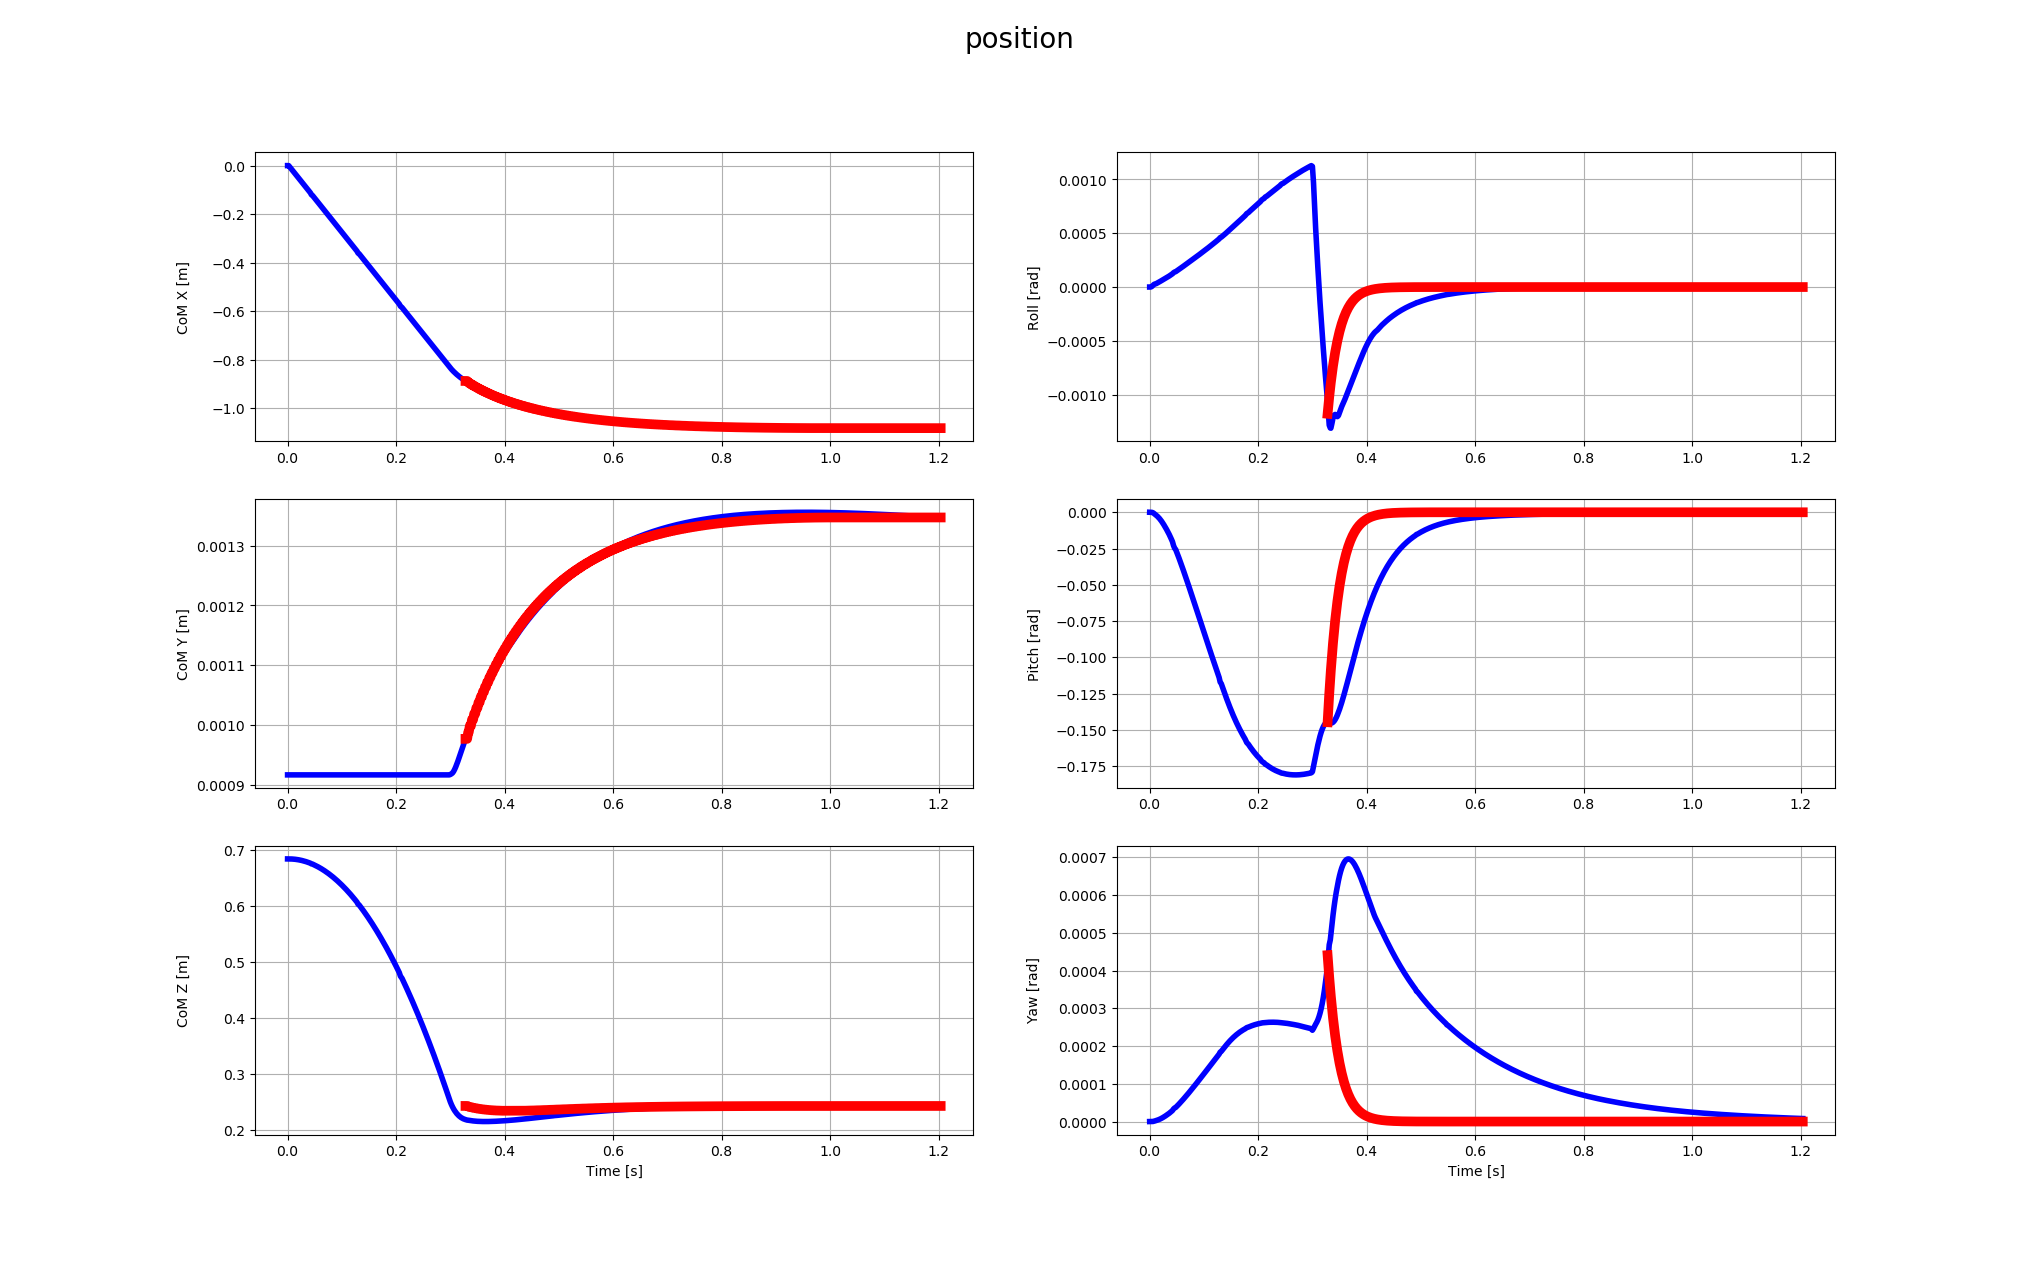 position
CoM X [m]
0.0
−0.2
−0.4
−0.6
−0.8
−1.0
0.0 0.2 0.4 0.6 0.8 1.0 1.2
Roll [rad]
0.0010
0.0005
0.0000
−0.0005
−0.0010
0.0 0.2 0.4 0.6 0.8 1.0 1.2
CoM Y [m]
0.0013
0.0012
0.0011
0.0010
0.0009
0.0 0.2 0.4 0.6 0.8 1.0 1.2
Pitch [rad]
0.000
−0.025
−0.050
−0.075
−0.100
−0.125
−0.150
−0.175
0.0 0.2 0.4 0.6 0.8 1.0 1.2
CoM Z [m]
0.7
0.6
0.5
0.4
0.3
0.2
0.0 0.2 0.4 0.6 0.8 1.0 1.2
Time [s]
Yaw [rad]
0.0007
0.0006
0.0005
0.0004
0.0003
0.0002
0.0001
0.0000
0.0 0.2 0.4 0.6 0.8 1.0 1.2
Time [s]